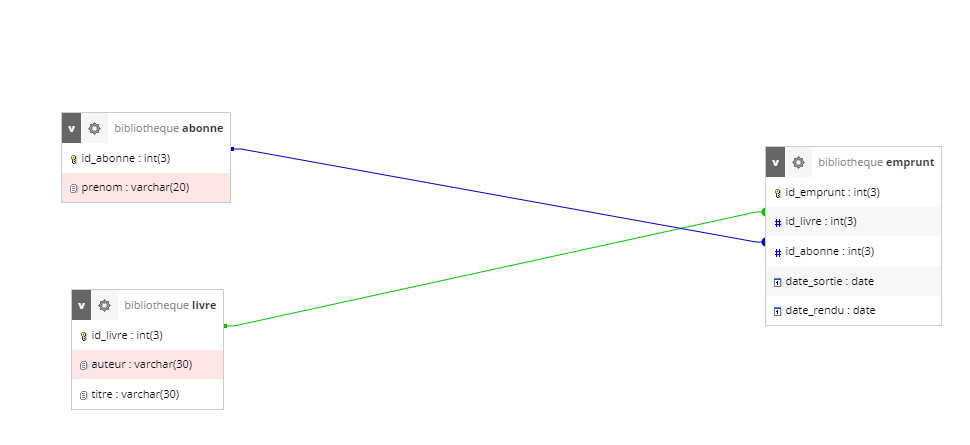 v bibliotheque abonne
id_abonne : int(3)
prenom : varchar(20)
v bibliotheque emprunt
id_emprunt : int(3)
# id_livre : int(3)
# id_abonne : int(3)
date_sortie : date
date_rendu : date
v bibliotheque livre
id_livre : int(3)
auteur : varchar(30)
titre : varchar(30)